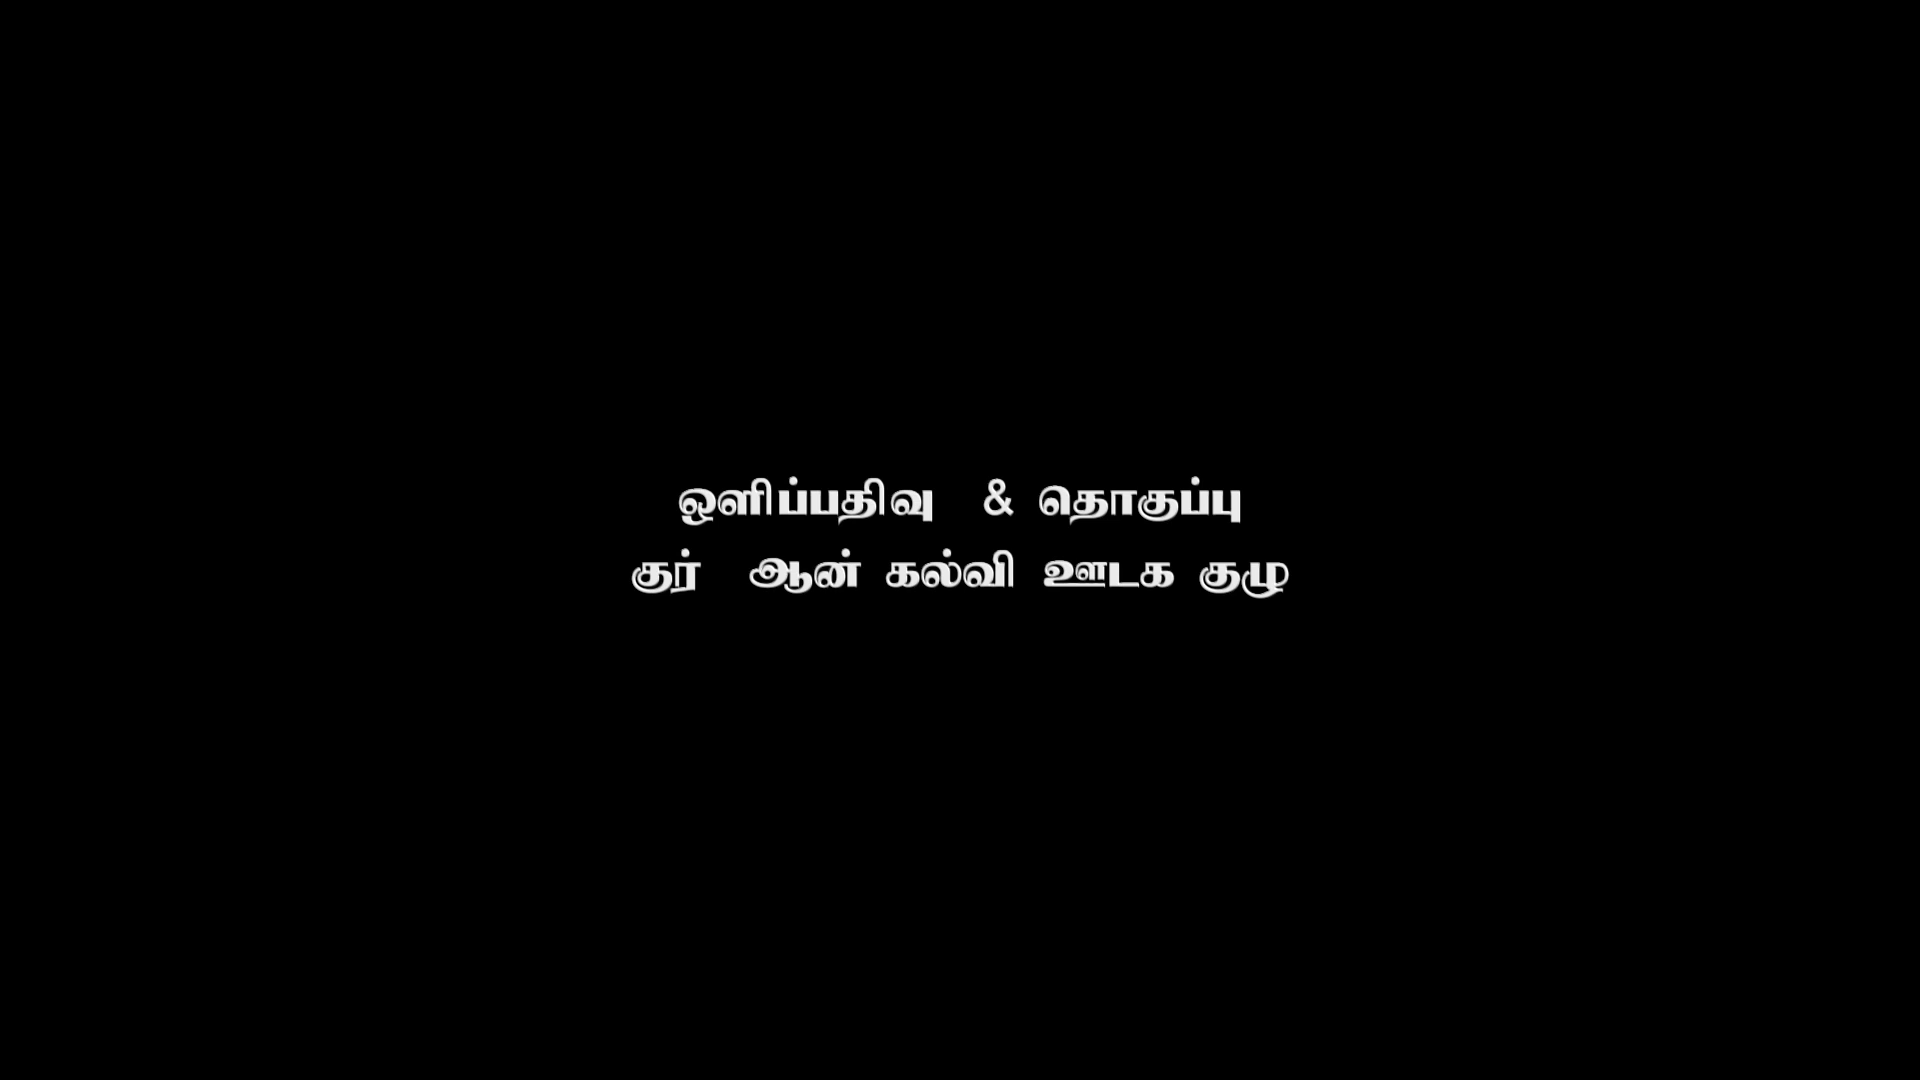 ஒளிப்பதிவு & தொகுப்பு
குர் ஆன் கல்வி ஊடக குழு